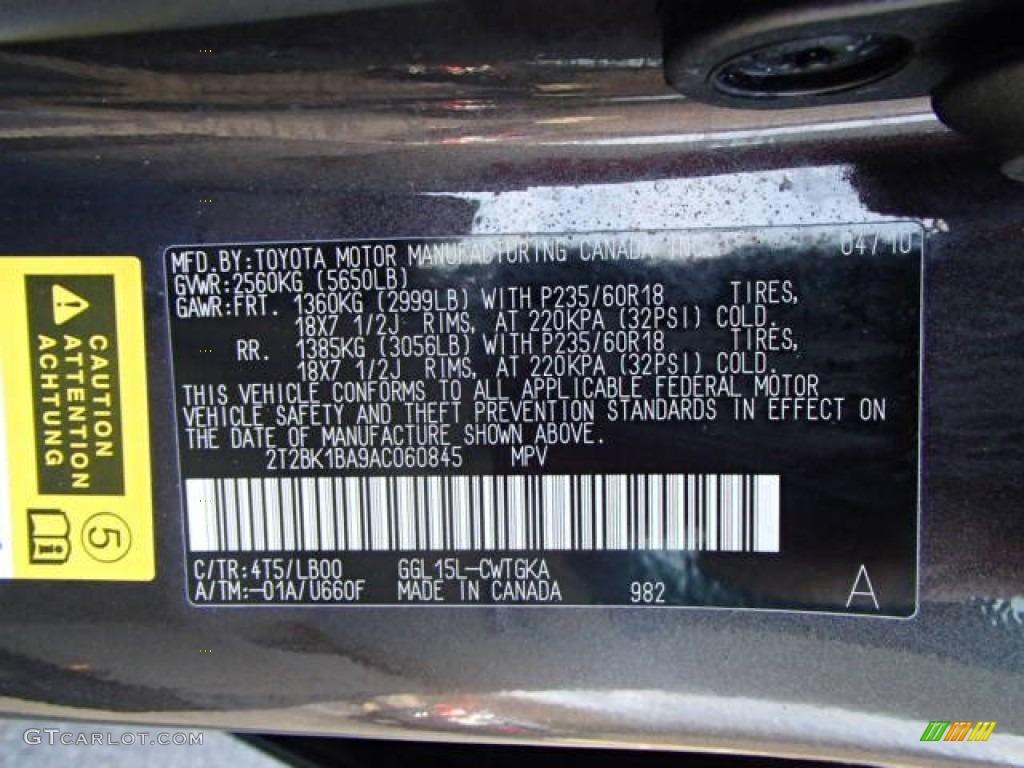 MFD.BY:TOYOTA MOTOR MANUFACTURING CANADA INC. 04/10
GVWR:2560KG (5650LB)
GAWR:FRT. 1360KG (2999LB) WITH P235/60R18 TIRES,
18X7 1/2J RIMS, AT 220KPA (32PSI) COLD.
RR. 1385KG (3056LB) WITH P235/60R18 TIRES,
18X7 1/2J RIMS, AT 220KPA (32PSI) COLD.
THIS VEHICLE CONFORMS TO ALL APPLICABLE FEDERAL MOTOR
VEHICLE SAFETY AND THEFT PREVENTION STANDARDS IN EFFECT ON
THE DATE OF MANUFACTURE SHOWN ABOVE.
2T2BK1BA9AC060845 MPV
C/TR:4T5/LB00 GGL15L-CWTGKA
A/TM:-01A/U660F MADE IN CANADA 982 A
CAUTION
ATTENTION
ACHTUNG
5
GTCARLOT.COM